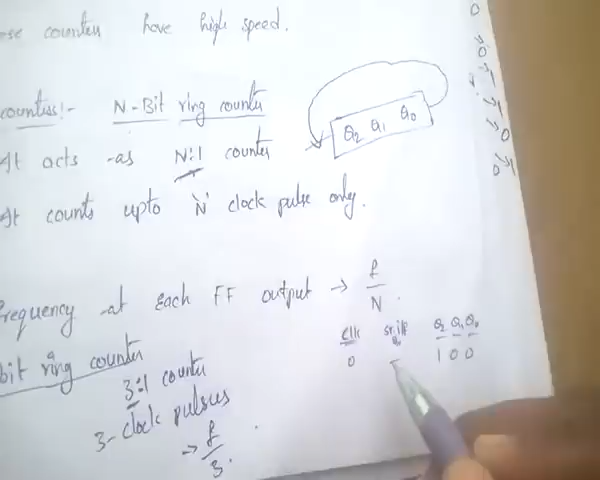 se counters have high speed.
counters:- N-Bit ring counter
Q2 Q1 Q0
It acts as N:1 counter
It counts upto 'N' clock pulse only.
frequency at each FF output → f/N.
bit ring counter
3:1 counter
3-clock pulses
→ f/3.
Clk Sr.i/p Q2 Q1 Q0
0 - 1 0 0